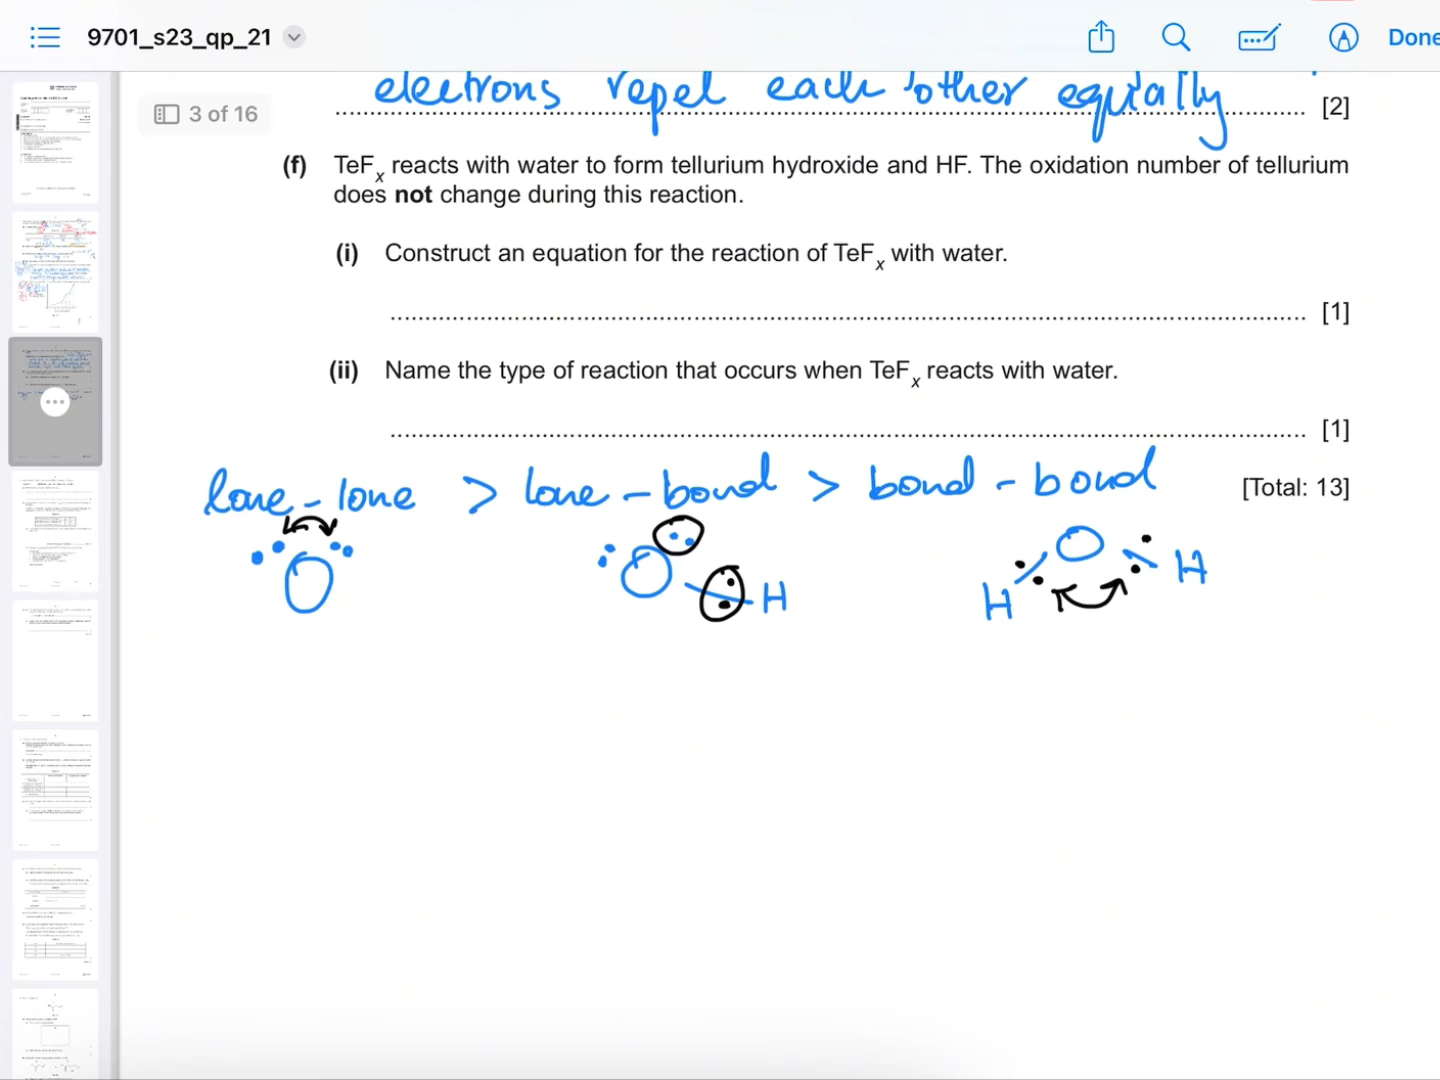 9701_s23_qp_21
Done
3 of 16
electrons repel each other equially
[2]
(f) TeFx reacts with water to form tellurium hydroxide and HF. The oxidation number of tellurium
does not change during this reaction.
(i) Construct an equation for the reaction of TeFx with water.
[1]
(ii) Name the type of reaction that occurs when TeFx reacts with water.
[1]
lone - lone > lone - bond > bond - bond
[Total: 13]
O O H H O H